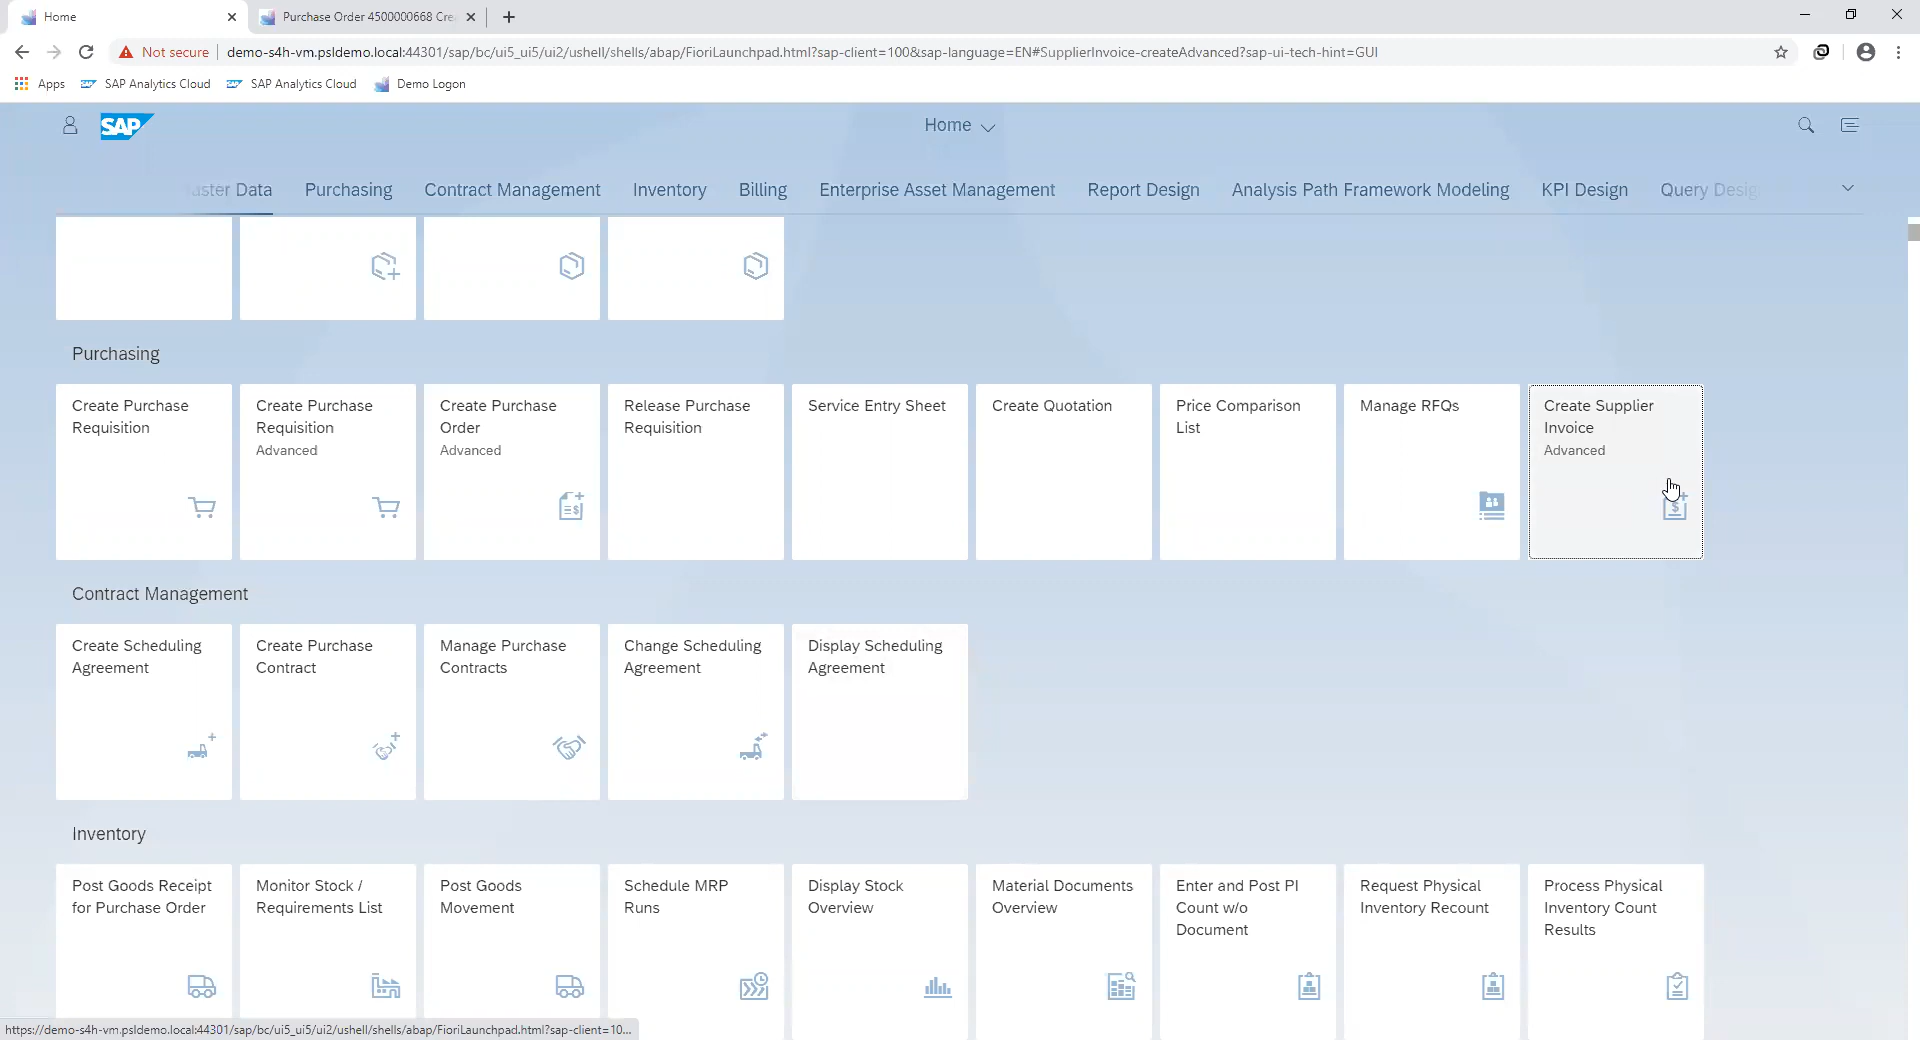 Home
Purchase Order 4500000668 Cre
Not secure
demo-s4h-vm.psldemo.local:44301/sap/bc/ui5_ui5/ui2/ushell/shells/abap/FioriLaunchpad.html?sap-client=100&sap-language=EN#SupplierInvoice-createAdvanced?sap-ui-tech-hint=GUI
Apps
SAP Analytics Cloud
SAP Analytics Cloud
Demo Logon
SAP
Home
aster Data
Purchasing
Contract Management
Inventory
Billing
Enterprise Asset Management
Report Design
Analysis Path Framework Modeling
KPI Design
Query Desig
Purchasing
Create Purchase
Requisition
Create Purchase
Requisition
Advanced
Create Purchase
Order
Advanced
Release Purchase
Requisition
Service Entry Sheet
Create Quotation
Price Comparison
List
Manage RFQs
Create Supplier
Invoice
Advanced
Contract Management
Create Scheduling
Agreement
Create Purchase
Contract
Manage Purchase
Contracts
Change Scheduling
Agreement
Display Scheduling
Agreement
Inventory
Post Goods Receipt
for Purchase Order
Monitor Stock /
Requirements List
Post Goods
Movement
Schedule MRP
Runs
Display Stock
Overview
Material Documents
Overview
Enter and Post PI
Count w/o
Document
Request Physical
Inventory Recount
Process Physical
Inventory Count
Results
https://demo-s4h-vm.psldemo.local:44301/sap/bc/ui5_ui5/ui2/ushell/shells/abap/FioriLaunchpad.html?sap-client=10...